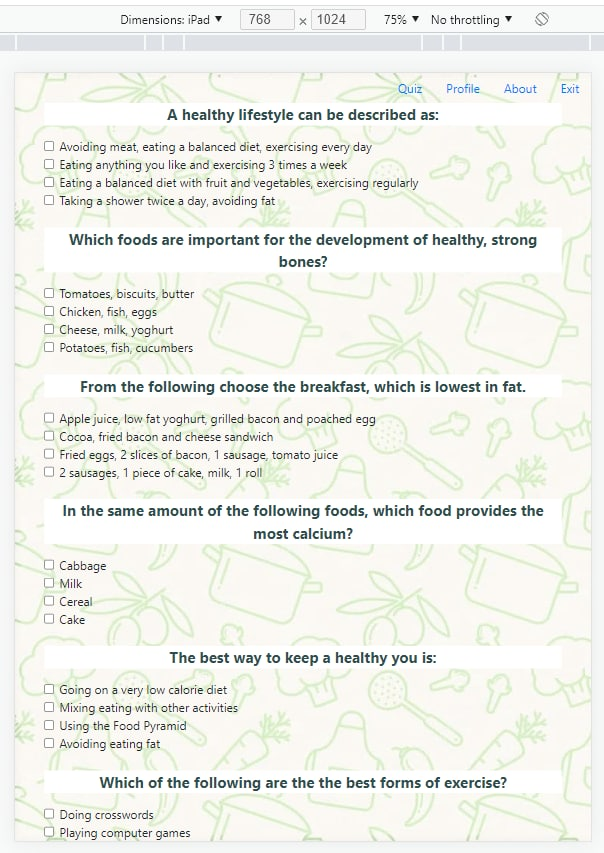 Dimensions: iPad ▼ 768 x 1024 75% ▼ No throttling ▼
Quiz Profile About Exit
A healthy lifestyle can be described as:
Avoiding meat, eating a balanced diet, exercising every day
Eating anything you like and exercising 3 times a week
Eating a balanced diet with fruit and vegetables, exercising regularly
Taking a shower twice a day, avoiding fat
Which foods are important for the development of healthy, strong
bones?
Tomatoes, biscuits, butter
Chicken, fish, eggs
Cheese, milk, yoghurt
Potatoes, fish, cucumbers
From the following choose the breakfast, which is lowest in fat.
Apple juice, low fat yoghurt, grilled bacon and poached egg
Cocoa, fried bacon and cheese sandwich
Fried eggs, 2 slices of bacon, 1 sausage, tomato juice
2 sausages, 1 piece of cake, milk, 1 roll
In the same amount of the following foods, which food provides the
most calcium?
Cabbage
Milk
Cereal
Cake
The best way to keep a healthy you is:
Going on a very low calorie diet
Mixing eating with other activities
Using the Food Pyramid
Avoiding eating fat
Which of the following are the the best forms of exercise?
Doing crosswords
Playing computer games